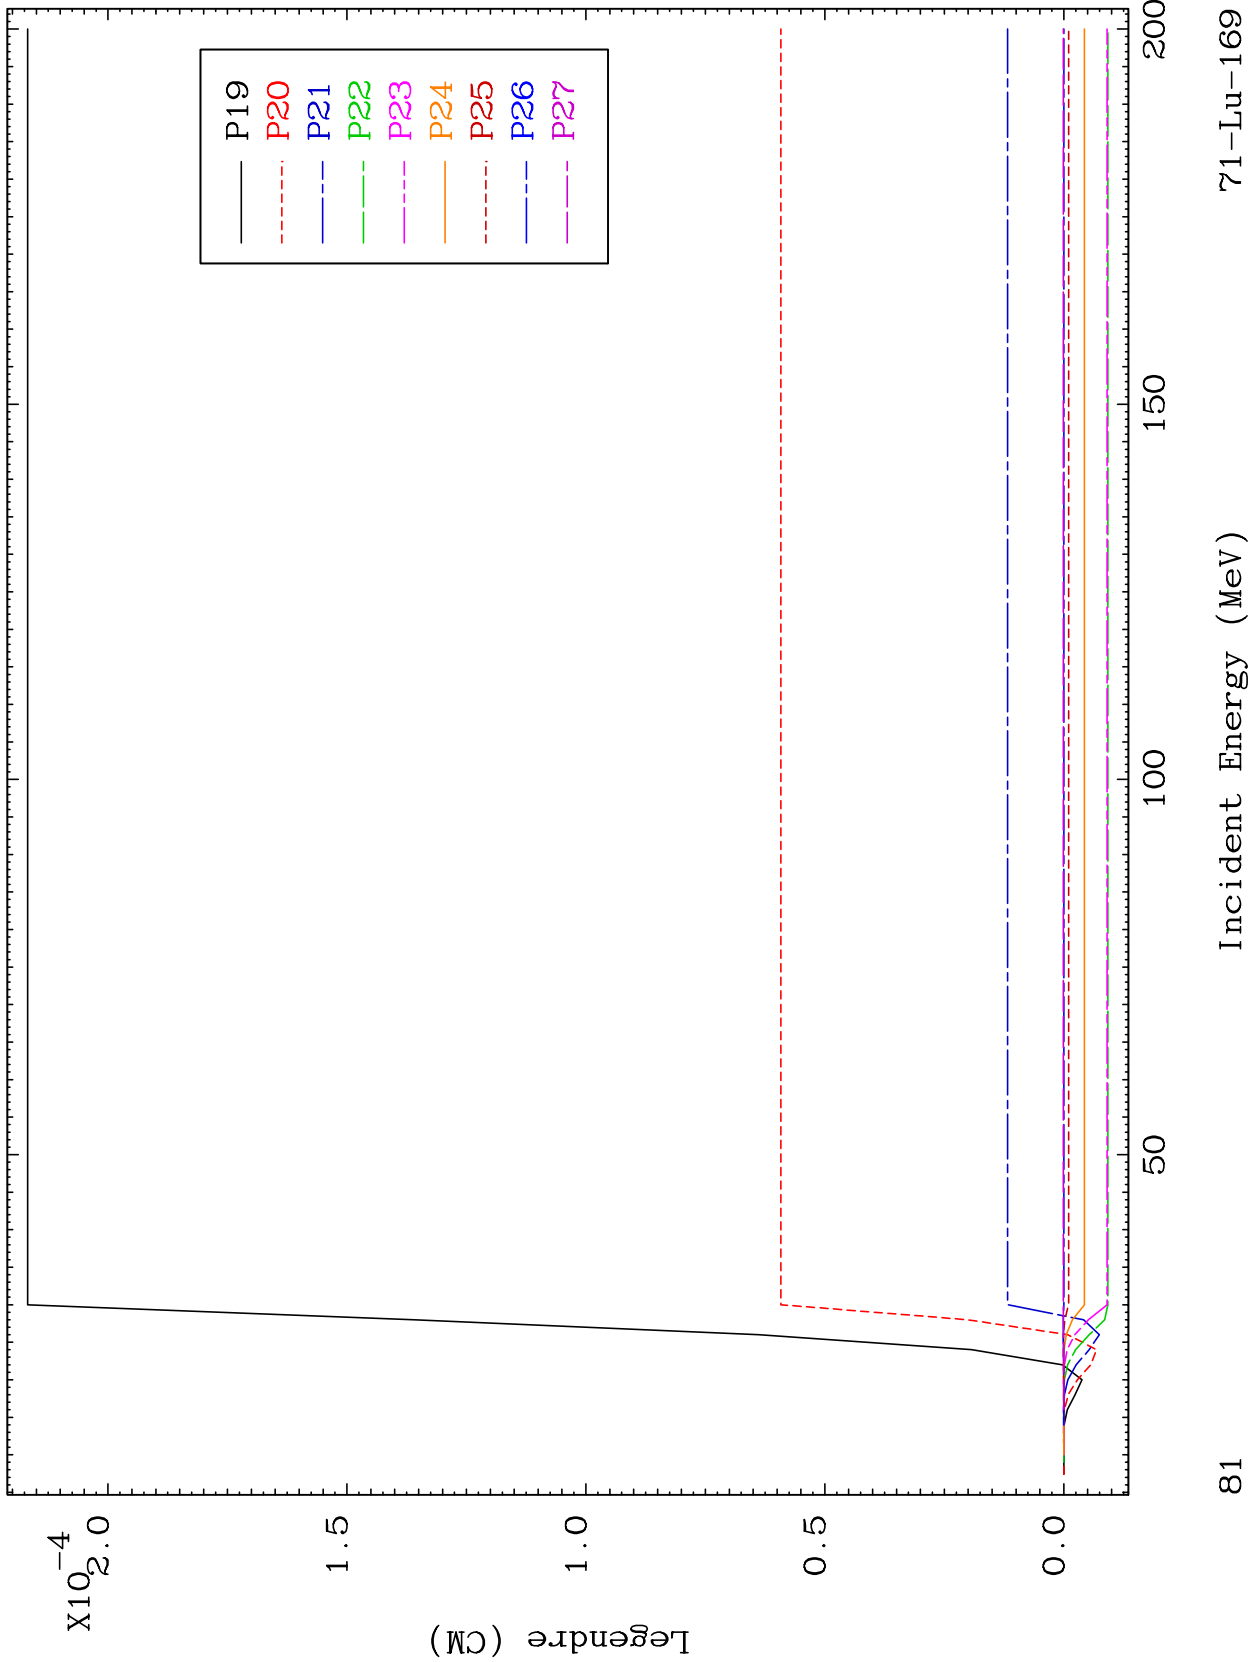 X10-4
2.0
1.5
1.0
0.5
0.0
Legendre (CM)
P19
P20
P21
P22
P23
P24
P25
P26
P27
50
100
150
200
Incident Energy (MeV)
81
71-Lu-169